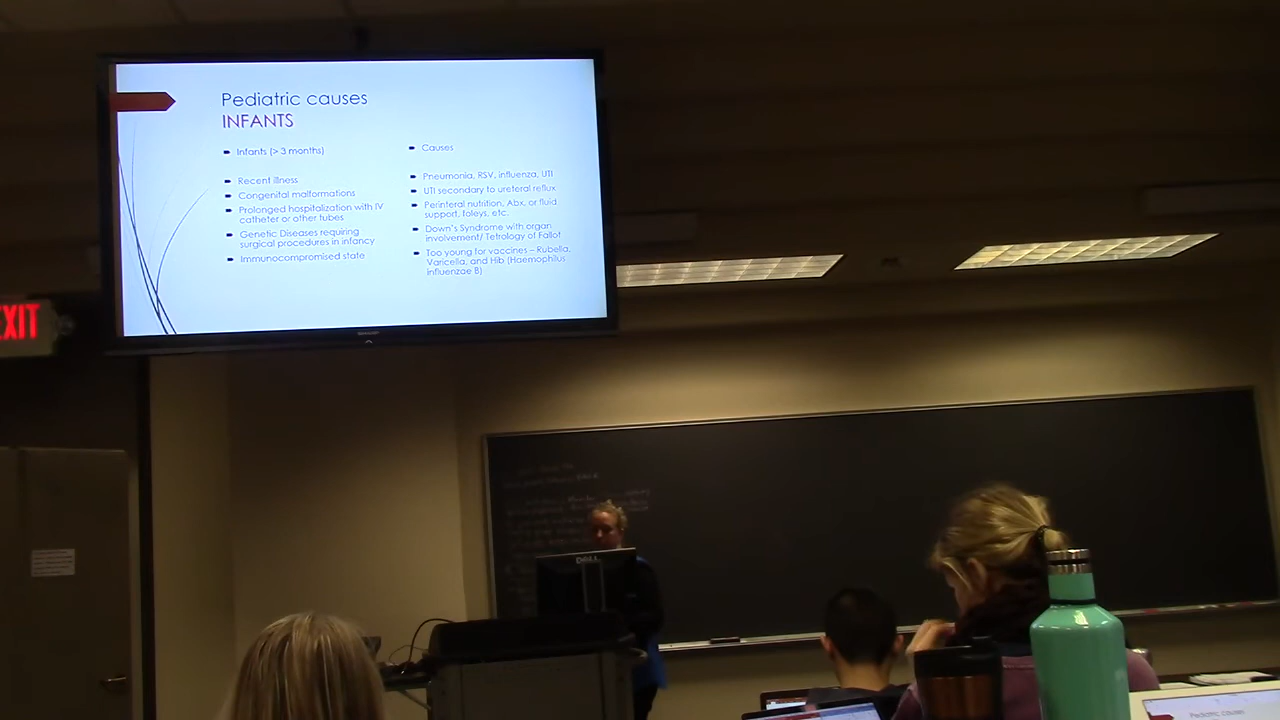 Pediatric causes
INFANTS
Infants (> 3 months)
Recent illness
Congenital malformations
Prolonged hospitalization with IV
catheter or other tubes
Genetic Diseases requiring
surgical procedures in infancy
Immunocompromised state
Causes
Pneumonia, RSV, influenza, UTI
UTI secondary to ureteral reflux
Perinteral nutrition, Abx, or fluid
support, foleys, etc.
Down's Syndrome with organ
involvement/ Tetrology of Fallot
Too young for vaccines – Rubella,
Varicella, and Hib (Haemophilus
influenzae B)
EXIT
DELL
Pediatric causes